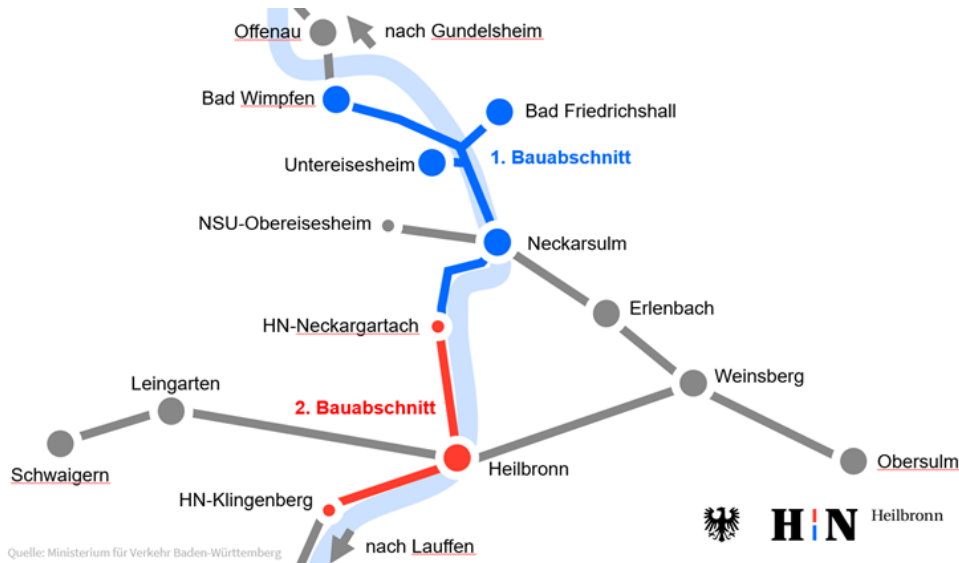 Offenau
nach Gundelsheim
Bad Wimpfen
Bad Friedrichshall
Untereisesheim
1. Bauabschnitt
NSU-Obereisesheim
Neckarsulm
HN-Neckargartach
Erlenbach
Leingarten
Weinsberg
2. Bauabschnitt
Schwaigern
Heilbronn
Obersulm
HN-Klingenberg
H N Heilbronn
nach Lauffen
Quelle: Ministerium für Verkehr Baden-Württemberg